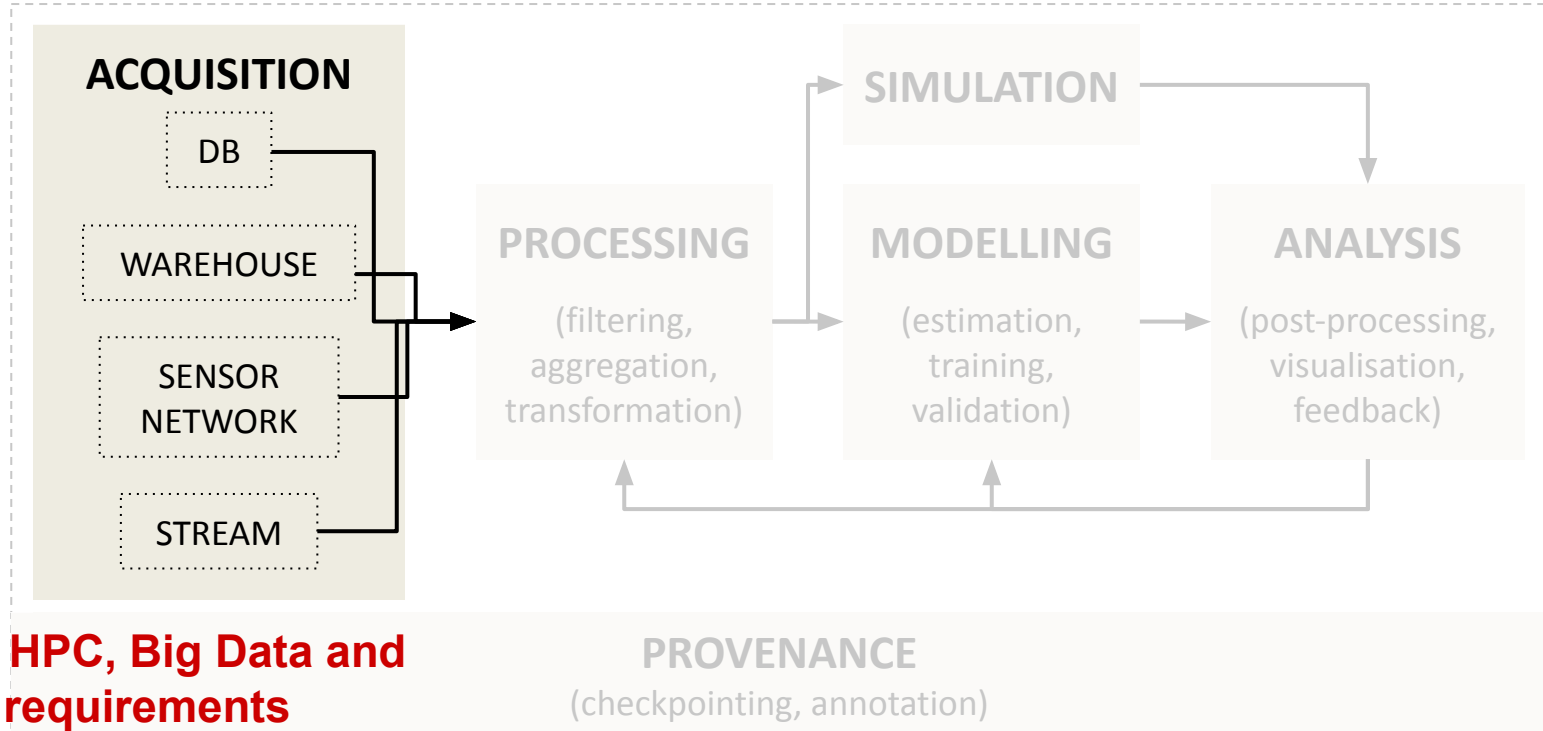 ACQUISITION
DB
WAREHOUSE
SENSOR
NETWORK
STREAM
PROCESSING
(filtering,
aggregation,
transformation)
SIMULATION
MODELLING
(estimation,
training,
validation)
ANALYSIS
(post-processing,
visualisation,
feedback)
HPC, Big Data and
requirements
PROVENANCE
(checkpointing, annotation)